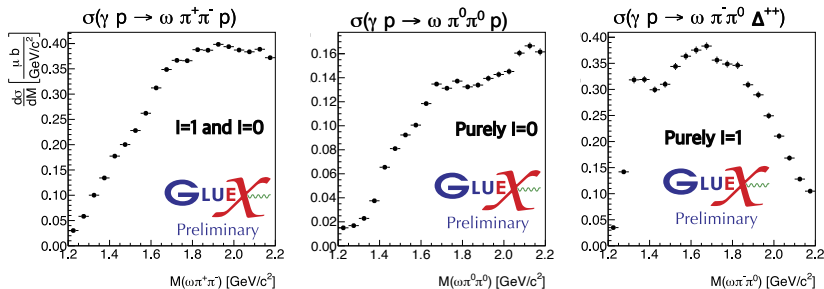 σ(γ p → ω π⁺π⁻ p)
dσ/dM [μb / GeV/c²]
0.40
0.35
0.30
0.25
0.20
0.15
0.10
0.05
0.00
I=1 and I=0
GLUEX
Preliminary
1.2 1.4 1.6 1.8 2.0 2.2
M(ωπ⁺π⁻) [GeV/c²]
σ(γ p → ω π⁰π⁰ p)
0.16
0.14
0.12
0.10
0.08
0.06
0.04
0.02
0.00
Purely I=0
GLUEX
Preliminary
1.2 1.4 1.6 1.8 2.0 2.2
M(ωπ⁰π⁰) [GeV/c²]
σ(γ p → ω π⁻π⁰ Δ⁺⁺)
0.40
0.35
0.30
0.25
0.20
0.15
0.10
0.05
0.00
Purely I=1
GLUEX
Preliminary
1.2 1.4 1.6 1.8 2.0 2.2
M(ωπ⁻π⁰) [GeV/c²]